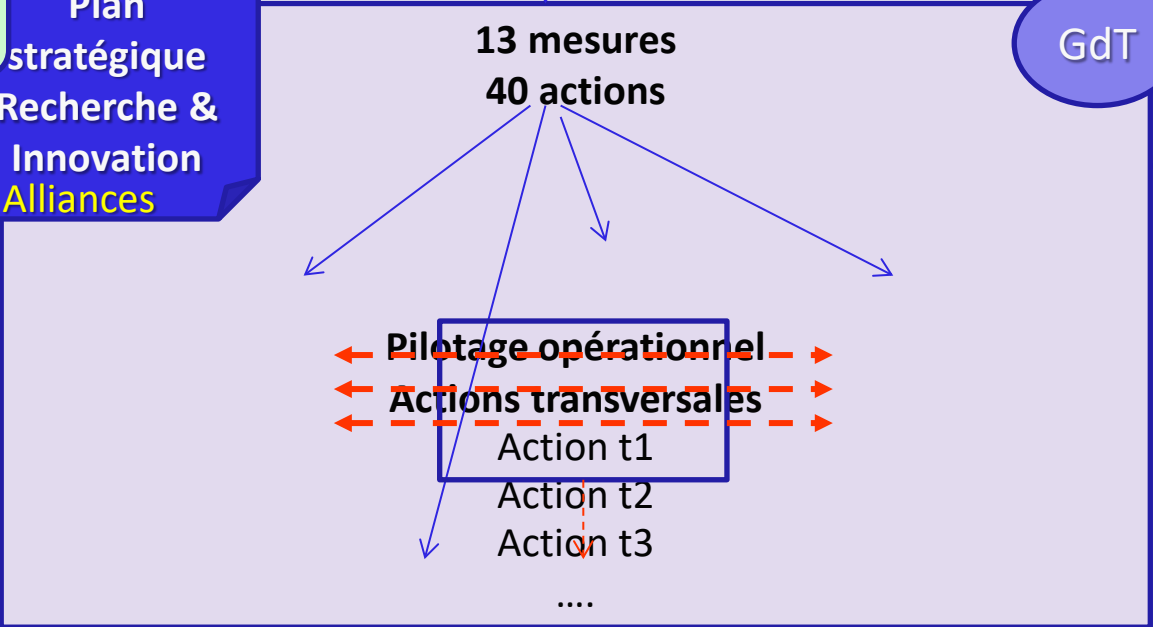 Plan
stratégique
Recherche &
Innovation
Alliances
13 mesures
40 actions
GdT
Pilotage opérationnel
Actions transversales
Action t1
Action t2
Action t3
....